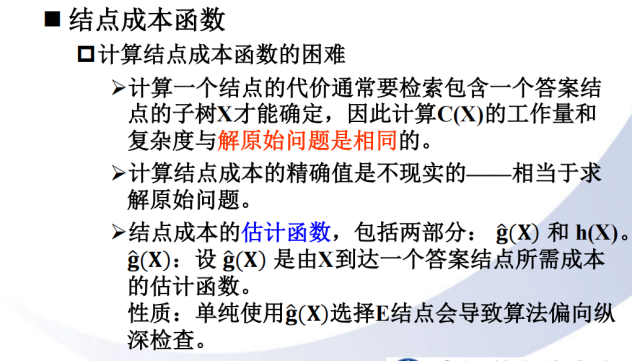 ■ 结点成本函数
计算结点成本函数的困难
➢计算一个结点的代价通常要检索包含一个答案结
点的子树X才能确定，因此计算C(X)的工作量和
复杂度与解原始问题是相同的。
➢计算结点成本的精确值是不现实的——相当于求
解原始问题。
➢结点成本的估计函数，包括两部分： ĝ(X) 和 h(X)。
ĝ(X)：设 ĝ(X) 是由X到达一个答案结点所需成本
的估计函数。
性质：单纯使用ĝ(X)选择E结点会导致算法偏向纵
深检查。